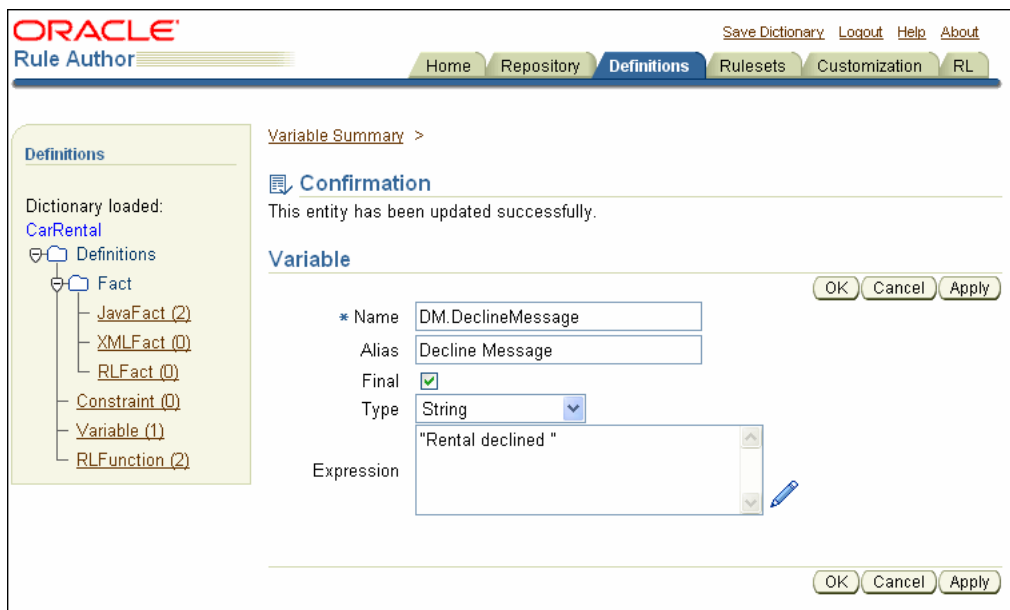 ORACLE
Rule Author
Save Dictionary Logout Help About
Home Repository Definitions Rulesets Customization RL
Definitions
Dictionary loaded:
CarRental
Definitions
Fact
JavaFact (2)
XMLFact (0)
RLFact (0)
Constraint (0)
Variable (1)
RLFunction (2)
Variable Summary >
Confirmation
This entity has been updated successfully.
Variable
OK Cancel Apply
* Name DM.DeclineMessage
Alias Decline Message
Final
Type String
Expression "Rental declined "
OK Cancel Apply